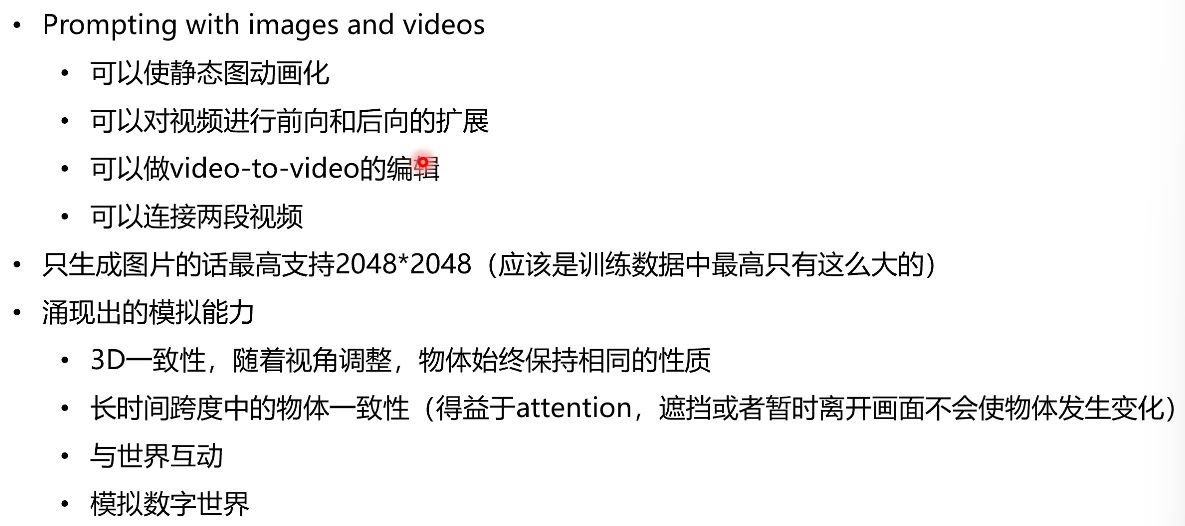 • Prompting with images and videos
• 可以使静态图动画化
• 可以对视频进行前向和后向的扩展
• 可以做video-to-video的编辑
• 可以连接两段视频
• 只生成图片的话最高支持2048*2048（应该是训练数据中最高只有这么大的）
• 涌现出的模拟能力
• 3D一致性，随着视角调整，物体始终保持相同的性质
• 长时间跨度中的物体一致性（得益于attention，遮挡或者暂时离开画面不会使物体发生变化）
• 与世界互动
• 模拟数字世界